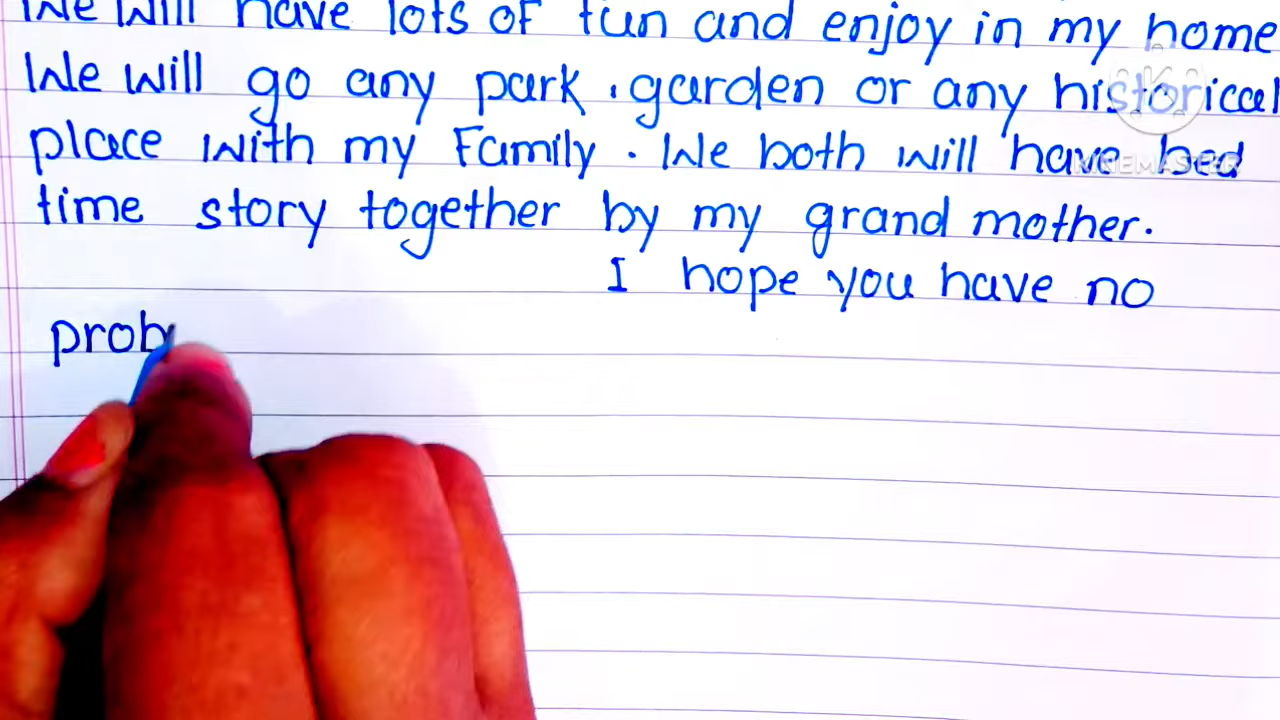 We will have lots of fun and enjoy in my home
We will go any park . garden or any historical
place with my Family . We both will have bed
time story together by my grand mother.
I hope you have no
prob
KINEMASTER